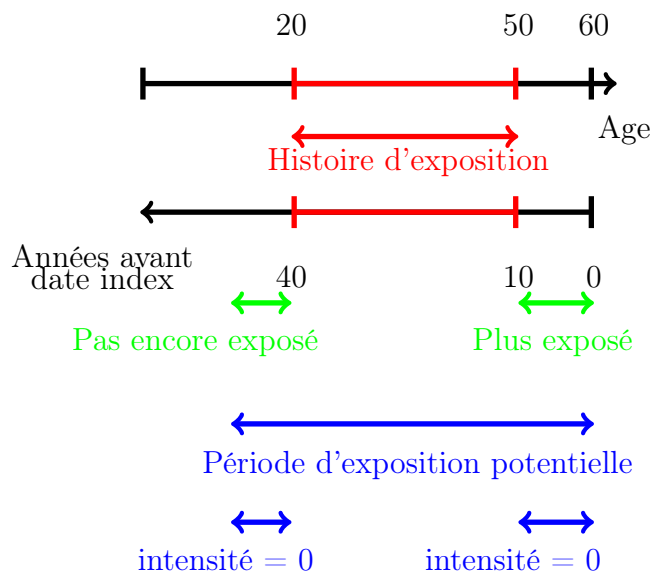 20 50 60
Age
Histoire d'exposition
Années avant
date index
40 10 0
Pas encore exposé Plus exposé
Période d'exposition potentielle
intensité = 0 intensité = 0